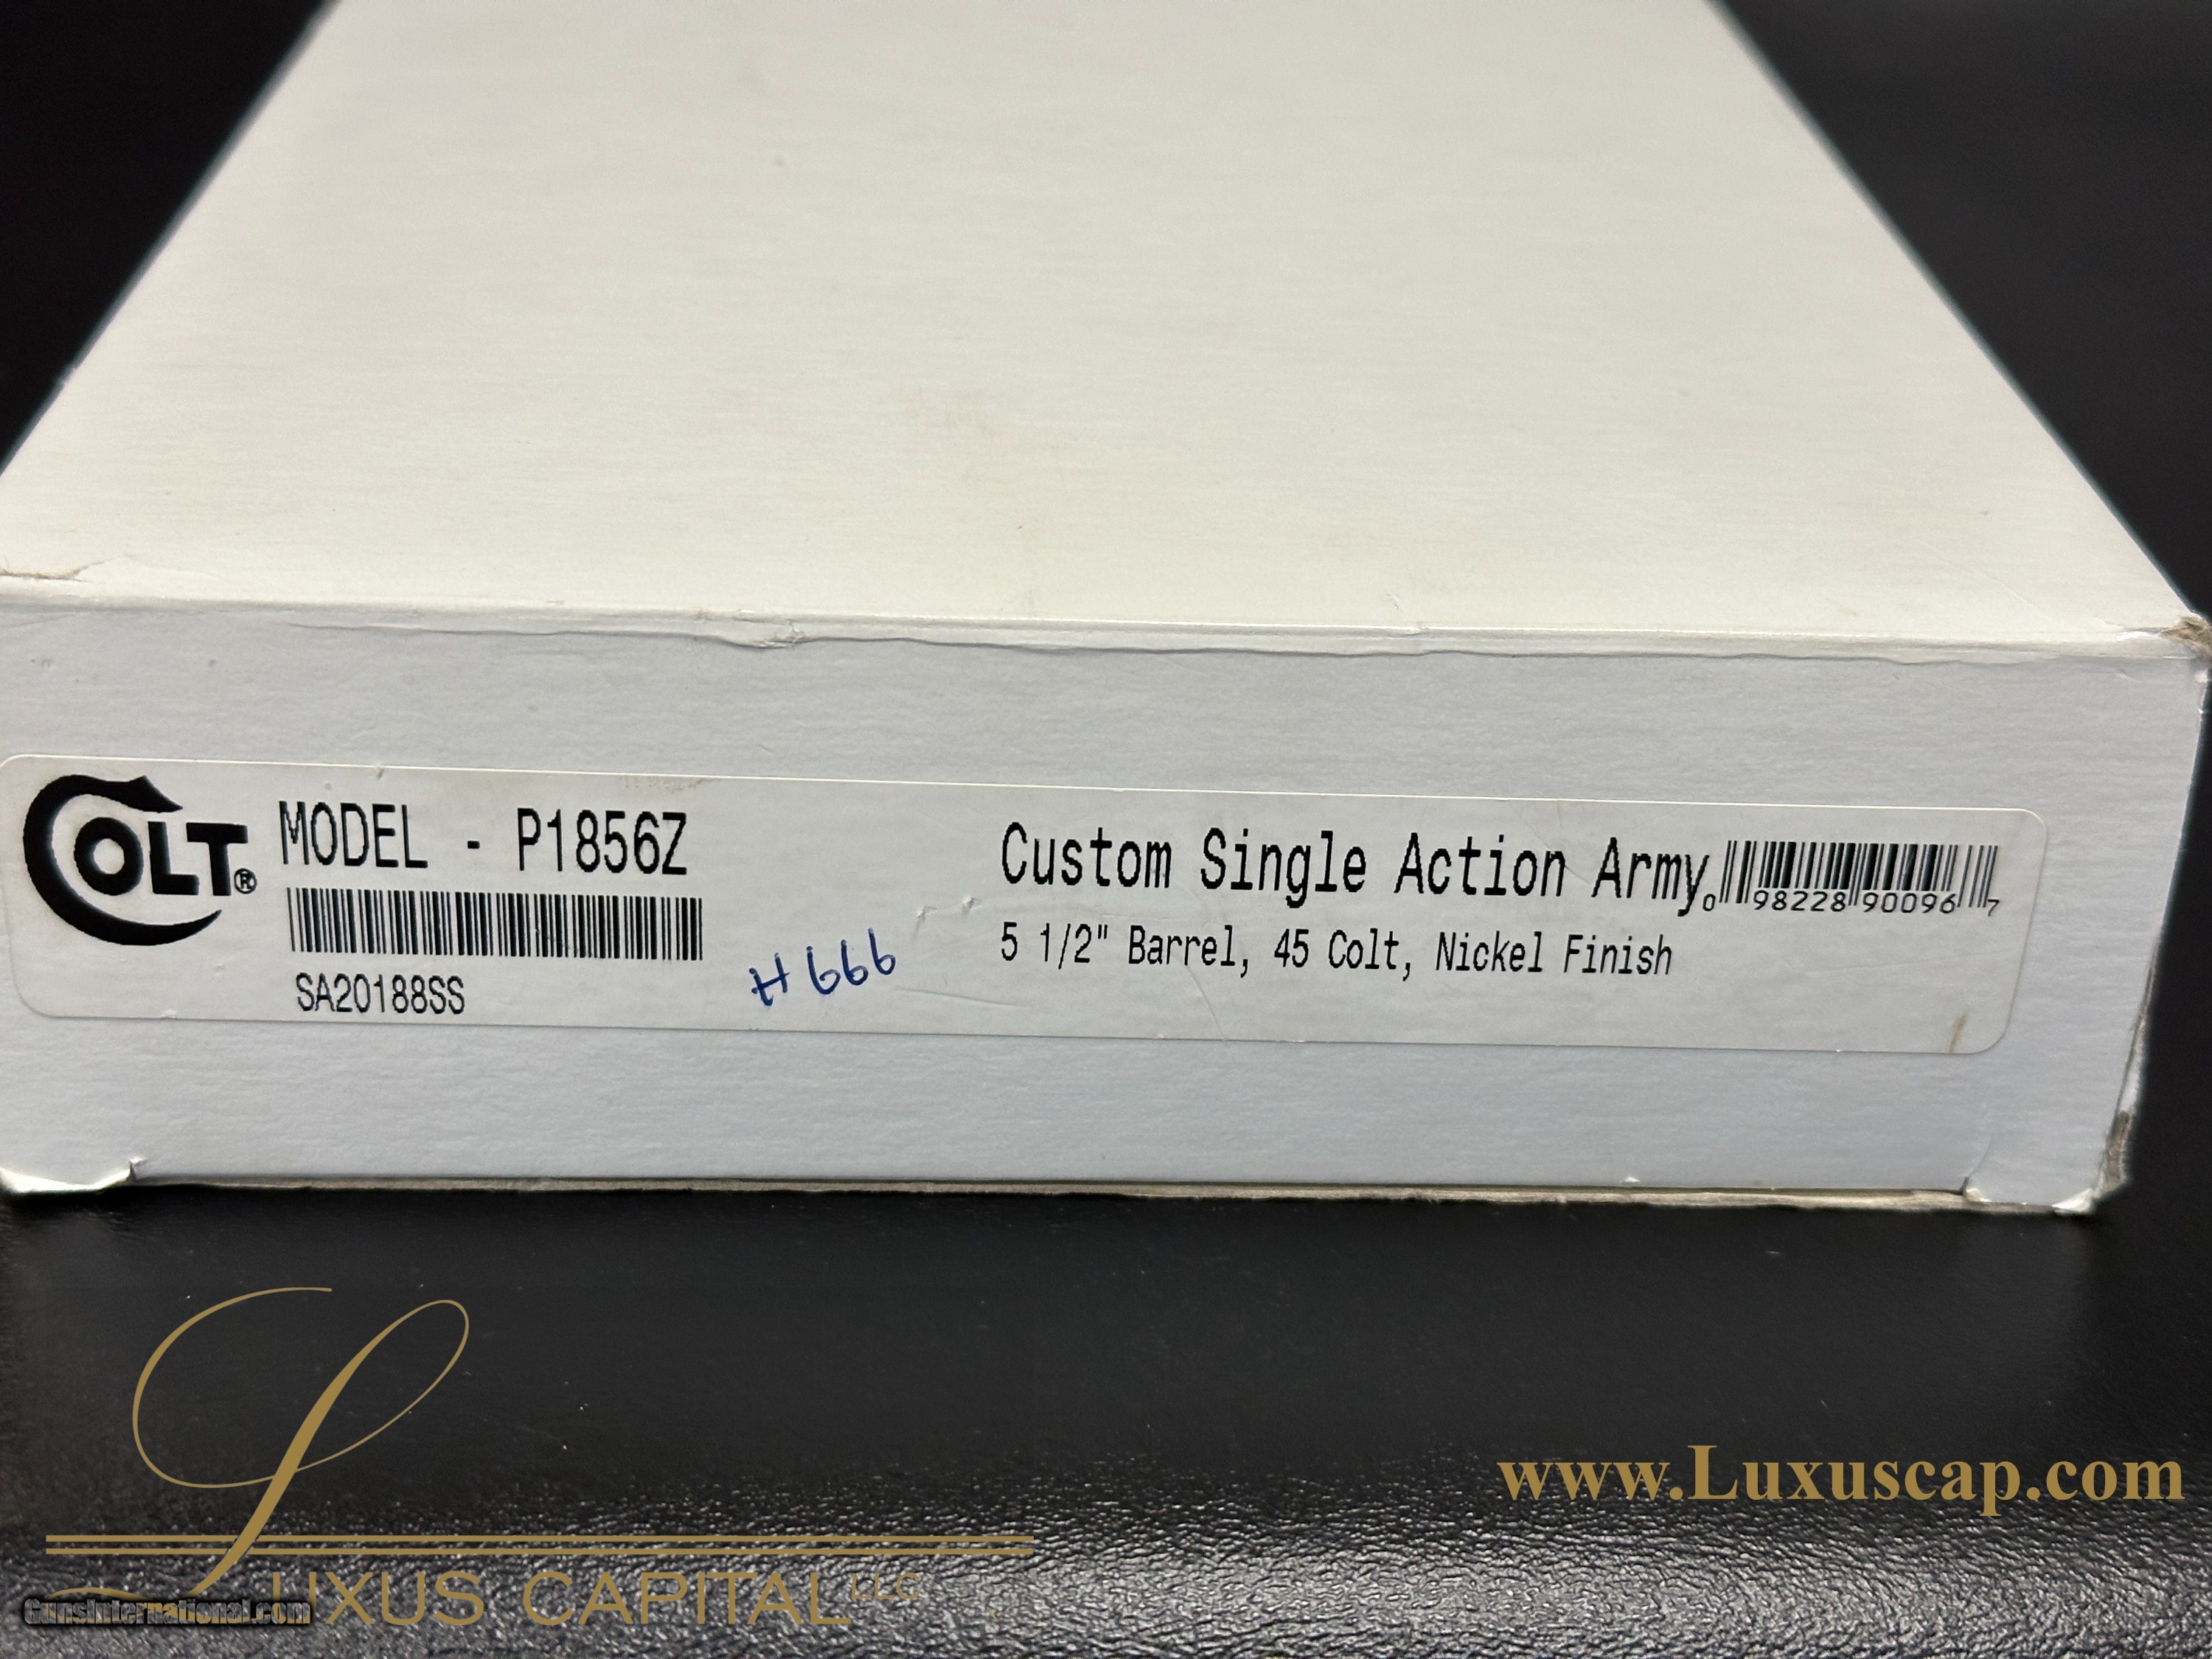 COLT®
MODEL - P1856Z
SA20188SS
H666
Custom Single Action Army
0 98228 90096 7
5 1/2" Barrel, 45 Colt, Nickel Finish
www.Luxuscap.com
LUXUS CAPITAL LLC
GunsInternational.com